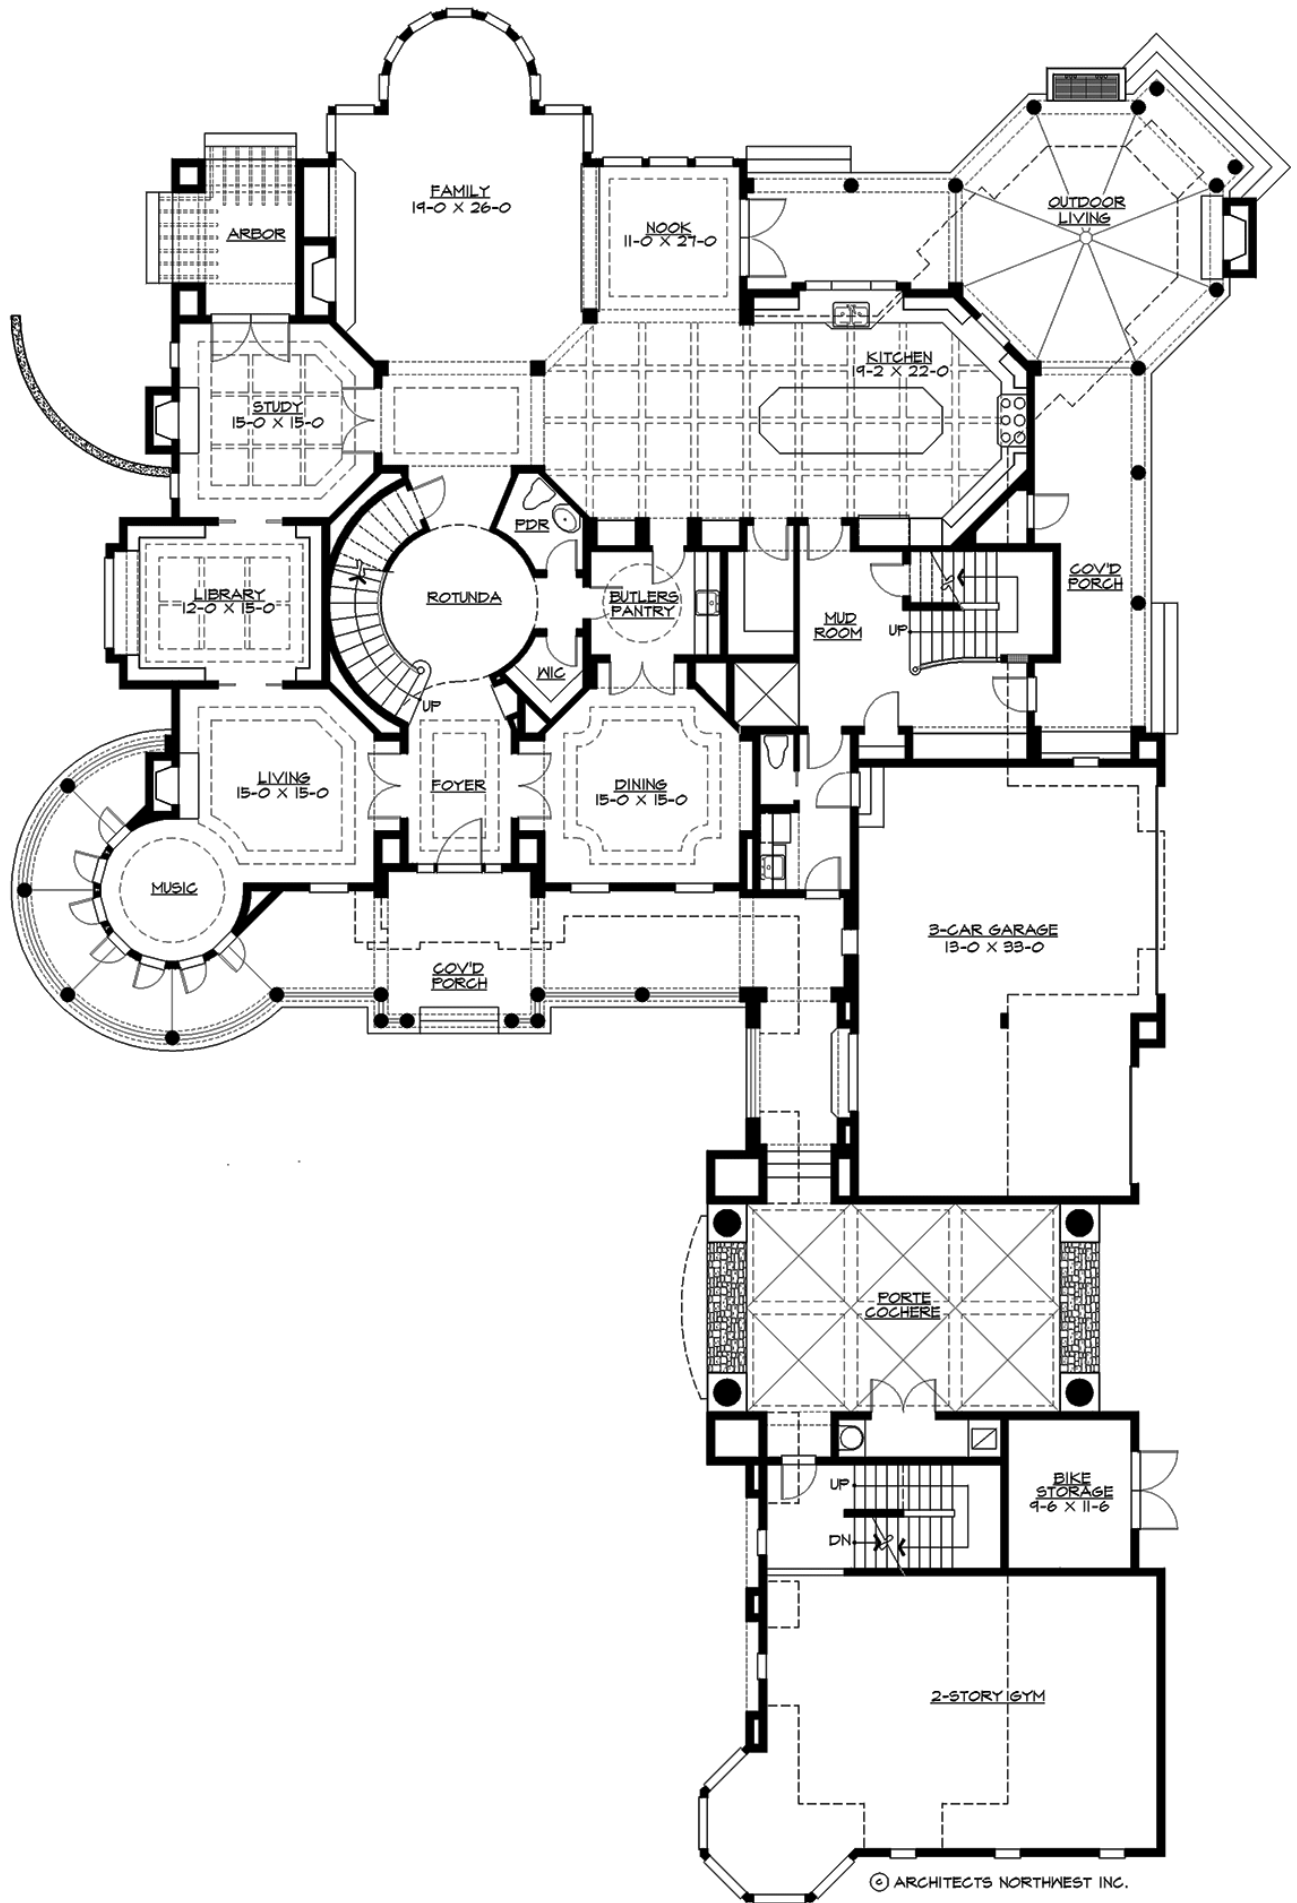 FAMILY
19-0 X 26-0
ARBOR
NOOK
11-0 X 27-0
OUTDOOR
LIVING
KITCHEN
19-2 X 22-0
STUDY
15-0 X 15-0
PDR
LIBRARY
12-0 X 15-0
ROTUNDA
BUTLERS
PANTRY
MUD
ROOM
UP
COV'D
PORCH
WIC
UP
LIVING
15-0 X 15-0
FOYER
DINING
15-0 X 15-0
MUSIC
3-CAR GARAGE
13-0 X 33-0
COV'D
PORCH
PORTE
COCHERE
UP
DN
BIKE
STORAGE
9-6 X 11-6
2-STORY GYM
© ARCHITECTS NORTHWEST INC.